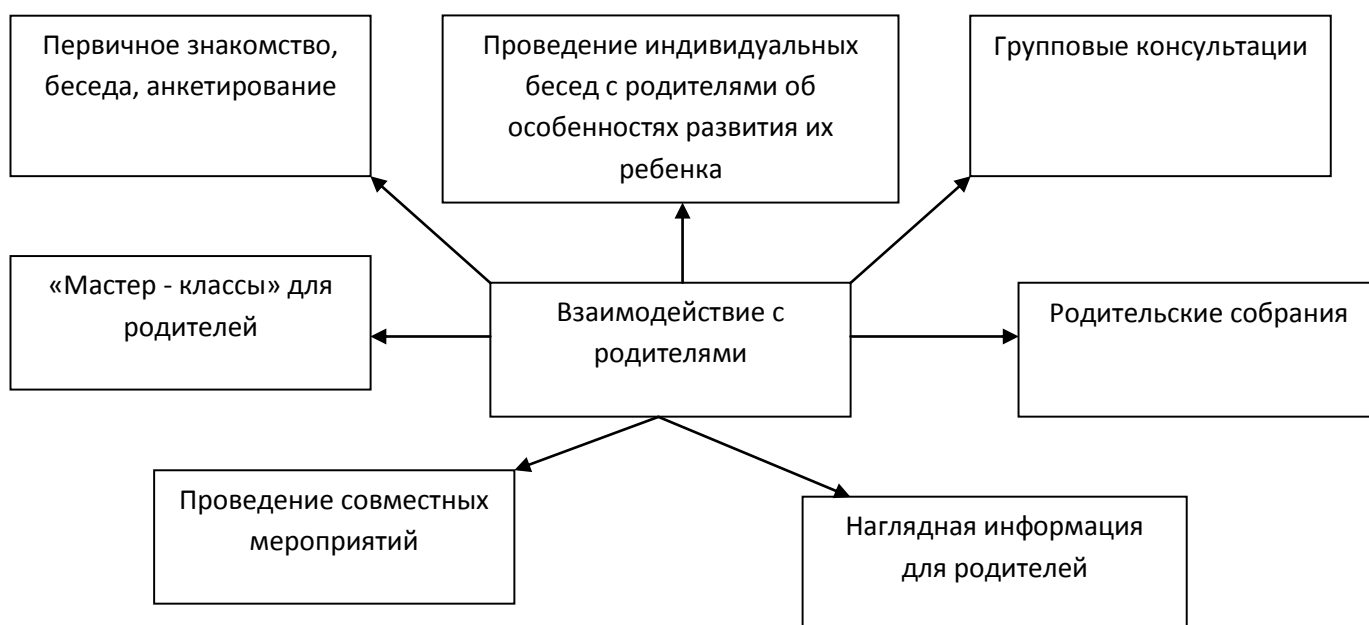 Первичное знакомство,
беседа, анкетирование
Проведение индивидуальных
бесед с родителями об
особенностях развития их
ребенка
Групповые консультации
«Мастер - классы» для
родителей
Взаимодействие с
родителями
Родительские собрания
Проведение совместных
мероприятий
Наглядная информация
для родителей